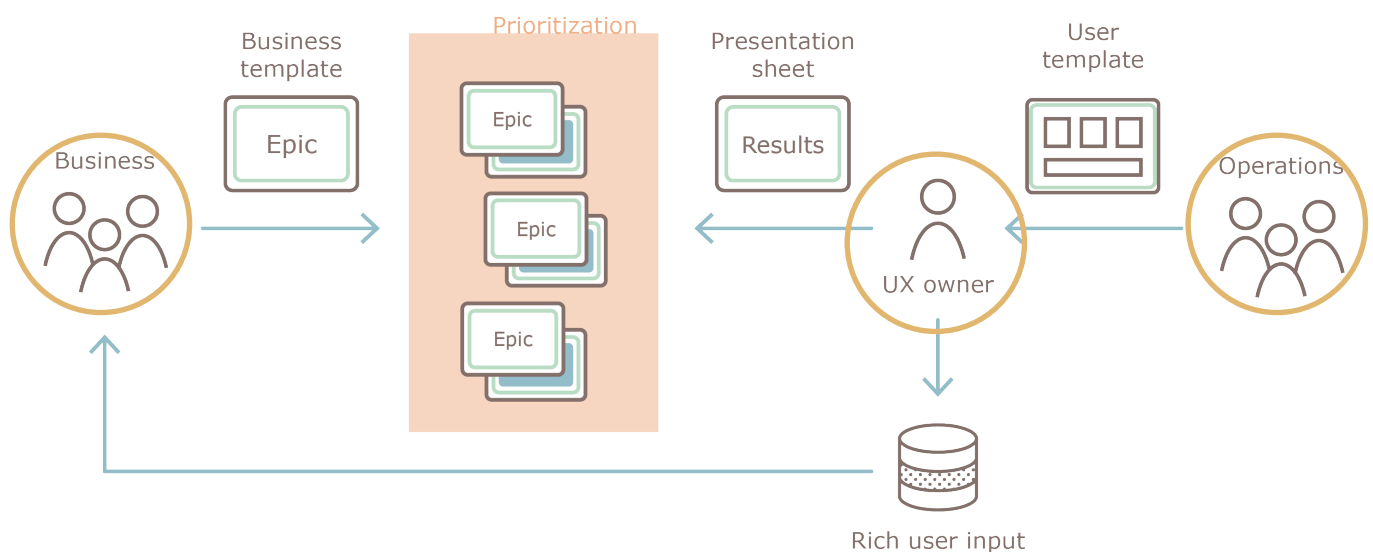 Prioritization
Business
template
Presentation
sheet
User
template
Epic
Epic
Results
Business
Operations
Epic
UX owner
Epic
Rich user input